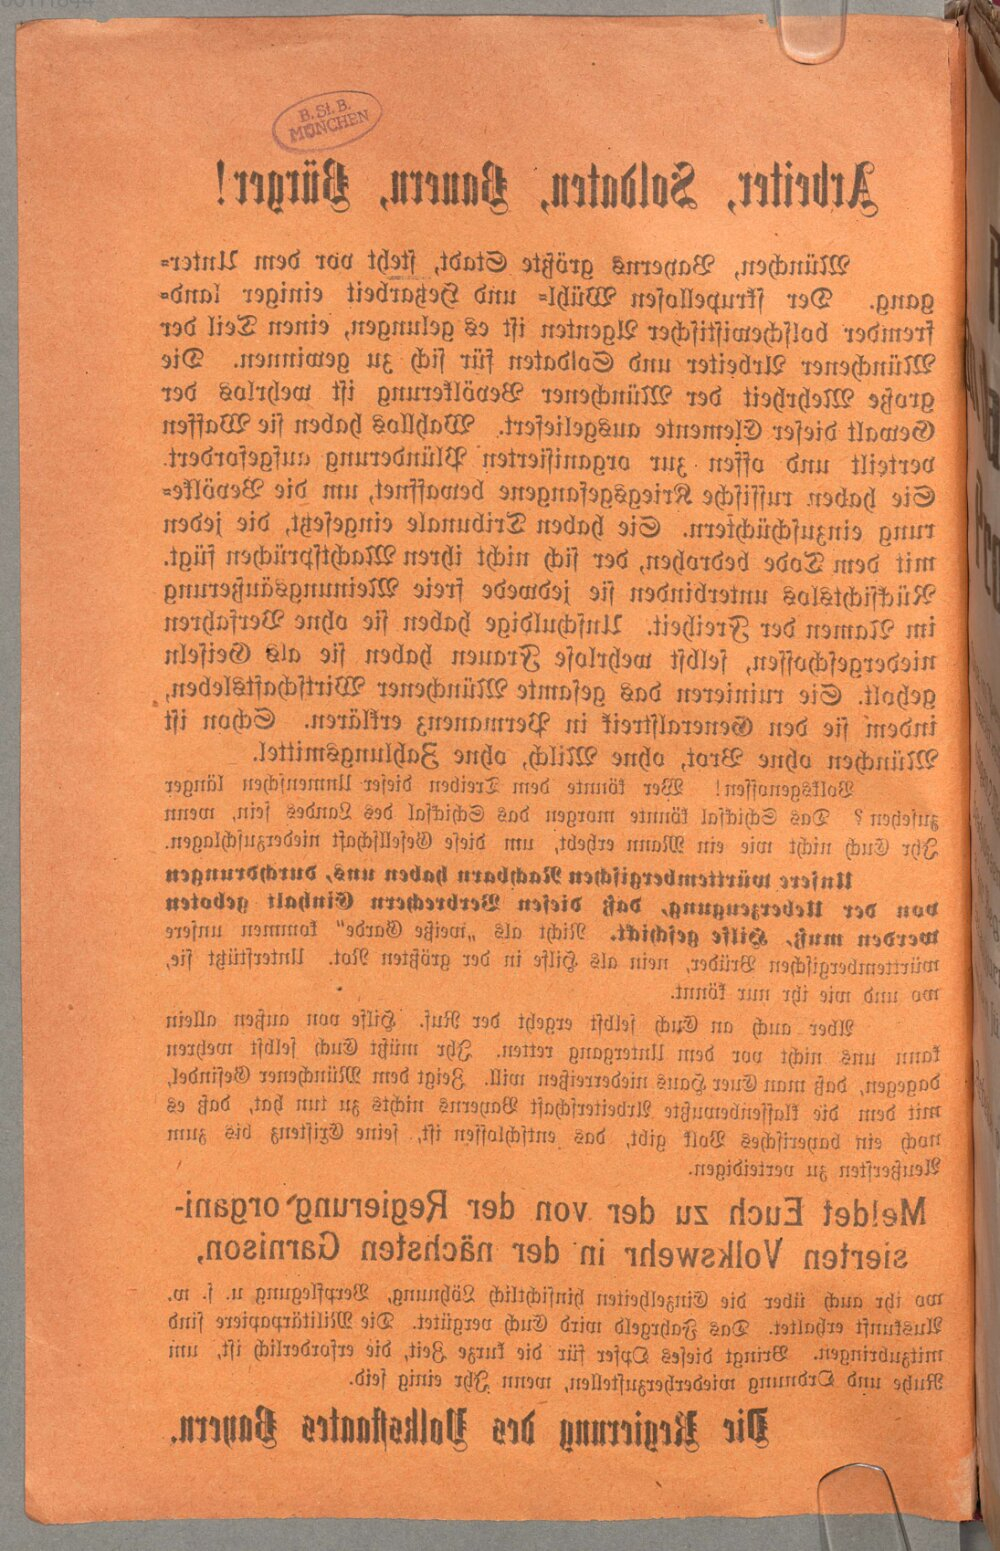 B. St. B.
MÜNCHEN
Arbeiter, Soldaten, Bauern, Bürger!
München, Bayerns größte Stadt, steht vor dem Unter-
gang. Der skrupellosen Wühl- und Hetzarbeit einiger land-
fremder bolschewistischer Agenten ist es gelungen, einen Teil der
Münchener Arbeiter und Soldaten für sich zu gewinnen. Die
große Mehrheit der Münchener Bevölkerung ist wehrlos der
Gewalt dieser Elemente ausgeliefert. Wahllos haben sie Waffen
verteilt und offen zur organisierten Plünderung aufgefordert.
Sie haben russische Kriegsgefangene bewaffnet, um die Bevölke-
rung einzuschüchtern. Sie haben Tribunale eingesetzt, die jeden
mit dem Tode bedrohen, der sich nicht ihren Machtsprüchen fügt.
Rücksichtslos unterbinden sie jedwede freie Meinungsäußerung
im Namen der Freiheit. Unschuldige haben sie ohne Verfahren
niedergeschossen, selbst wehrlose Frauen haben sie als Geiseln
geholt. Sie ruinieren das gesamte Münchener Wirtschaftsleben,
indem sie den Generalstreik in Permanenz erklären. Schon ist
München ohne Brot, ohne Milch, ohne Zahlungsmittel.
Volksgenossen! Wer könnte dem Treiben dieser Unmenschen länger
zusehen? Das Schicksal könnte morgen das Schicksal des Landes sein, wenn
Ihr Euch nicht wie ein Mann erhebt, um diese Gesellschaft niederzuschlagen.
Unsere württembergischen Nachbarn haben uns, durchdrungen
von der Ueberzeugung, daß diesen Verbrechern Einhalt geboten
werden muß, Hilfe geschickt. Nicht als „weiße Garde“ kommen unsere
württembergischen Brüder, nein als Hilfe in der größten Not. Unterstützt sie,
wo und wie ihr nur könnt.
Aber auch an Euch selbst ergeht der Ruf. Hilfe von außen allein
kann uns nicht vor dem Untergang retten. Ihr müßt Euch selbst wehren
dagegen, daß man Euer Haus niederreißen will. Zeigt dem Münchener Gesindel,
mit dem die klassenbewußte Arbeiterschaft Bayerns nichts zu tun hat, daß es
noch ein bayerisches Volk gibt, das entschlossen ist, seine Existenz bis zum
Aeußersten zu verteidigen.
Meldet Euch zu der von der Regierung organi-
sierten Volkswehr in der nächsten Garnison,
wo ihr auch über die Einzelheiten hinsichtlich Löhnung, Verpflegung u. s. w.
Auskunft erhaltet. Das Fahrgeld wird Euch vergütet. Die Militärpapiere sind
mitzubringen. Bringt dieses Opfer für die kurze Zeit, die erforderlich ist, um
Ruhe und Ordnung wiederherzustellen, wenn Ihr einig seid.
Die Regierung des Volksstaates Bayern.